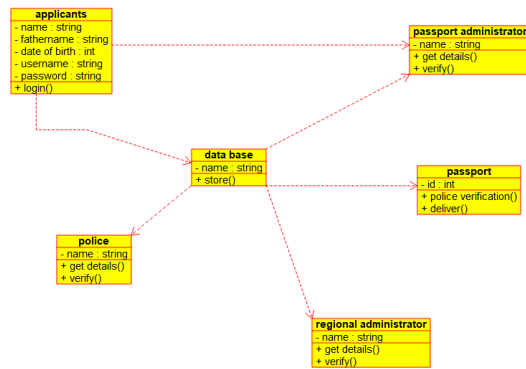 applicants
- name : string
- fathername : string
- date of birth : int
- username : string
- password : string
+ login()
passport administrator
- name : string
+ get details()
+ verify()
data base
- name : string
+ store()
passport
- id : int
+ police verification()
+ deliver()
police
- name : string
+ get details()
+ verify()
regional administrator
- name : string
+ get details()
+ verify()